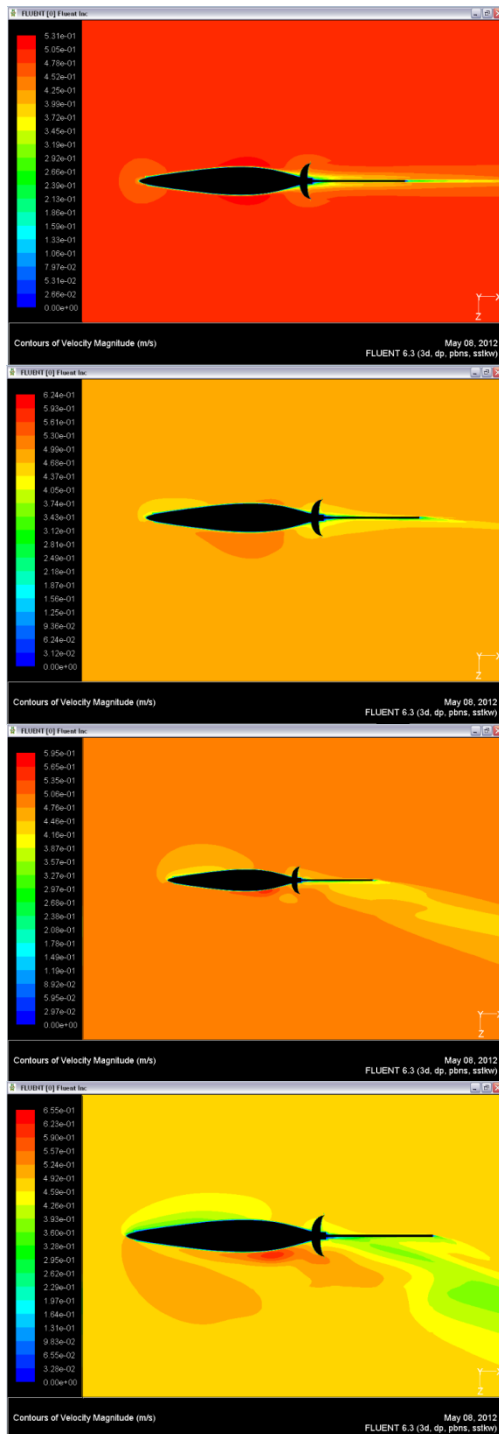 FLUENT [0] Fluent Inc
5.31e-01
5.04e-01
4.78e-01
4.52e-01
4.25e-01
3.99e-01
3.72e-01
3.45e-01
3.19e-01
2.92e-01
2.66e-01
2.39e-01
2.13e-01
1.86e-01
1.59e-01
1.33e-01
1.06e-01
7.97e-02
5.31e-02
2.66e-02
0.00e+00
Y X
Z
Contours of Velocity Magnitude (m/s)
May 08, 2012
FLUENT 6.3 (3d, dp, pbns, sstkw)
FLUENT [0] Fluent Inc
6.24e-01
5.93e-01
5.61e-01
5.30e-01
4.99e-01
4.68e-01
4.37e-01
4.05e-01
3.74e-01
3.43e-01
3.12e-01
2.81e-01
2.49e-01
2.18e-01
1.87e-01
1.56e-01
1.25e-01
9.36e-02
6.24e-02
3.12e-02
0.00e+00
Y X
Z
Contours of Velocity Magnitude (m/s)
May 08, 2012
FLUENT 6.3 (3d, dp, pbns, sstkw)
FLUENT [0] Fluent Inc
5.95e-01
5.65e-01
5.35e-01
5.06e-01
4.76e-01
4.46e-01
4.16e-01
3.87e-01
3.57e-01
3.27e-01
2.97e-01
2.68e-01
2.38e-01
2.08e-01
1.78e-01
1.49e-01
1.19e-01
8.92e-02
5.95e-02
2.97e-02
0.00e+00
Y X
Z
Contours of Velocity Magnitude (m/s)
May 08, 2012
FLUENT 6.3 (3d, dp, pbns, sstkw)
FLUENT [0] Fluent Inc
6.55e-01
6.23e-01
5.90e-01
5.57e-01
5.24e-01
4.92e-01
4.59e-01
4.26e-01
3.93e-01
3.60e-01
3.28e-01
2.95e-01
2.62e-01
2.29e-01
1.97e-01
1.64e-01
1.31e-01
9.83e-02
6.55e-02
3.28e-02
0.00e+00
Y X
Z
Contours of Velocity Magnitude (m/s)
May 08, 2012
FLUENT 6.3 (3d, dp, pbns, sstkw)